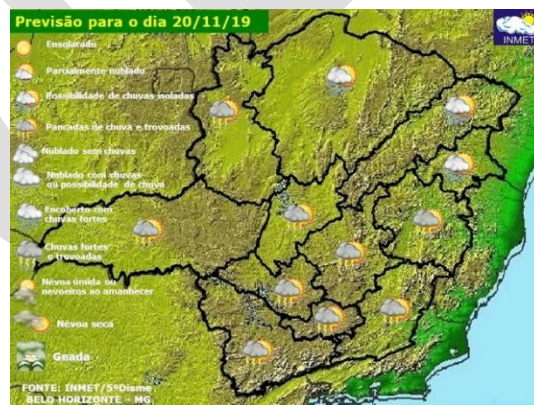 Previsão para o dia 20/11/19
INMET
Ensolarado
Parcialmente nublado
Possibilidade de chuvas isoladas
Pancadas de chuva e trovoadas
Nublado sem chuvas
Nublado com chuvas
ou possibilidade de chuva
Encoberto com
chuvas fortes
Chuvas fortes
e trovoadas
Névoa úmida ou
nevoeiros ao amanhecer
Névoa seca
Geada
FONTE: INMET/5ºDisme
BELO HORIZONTE - MG